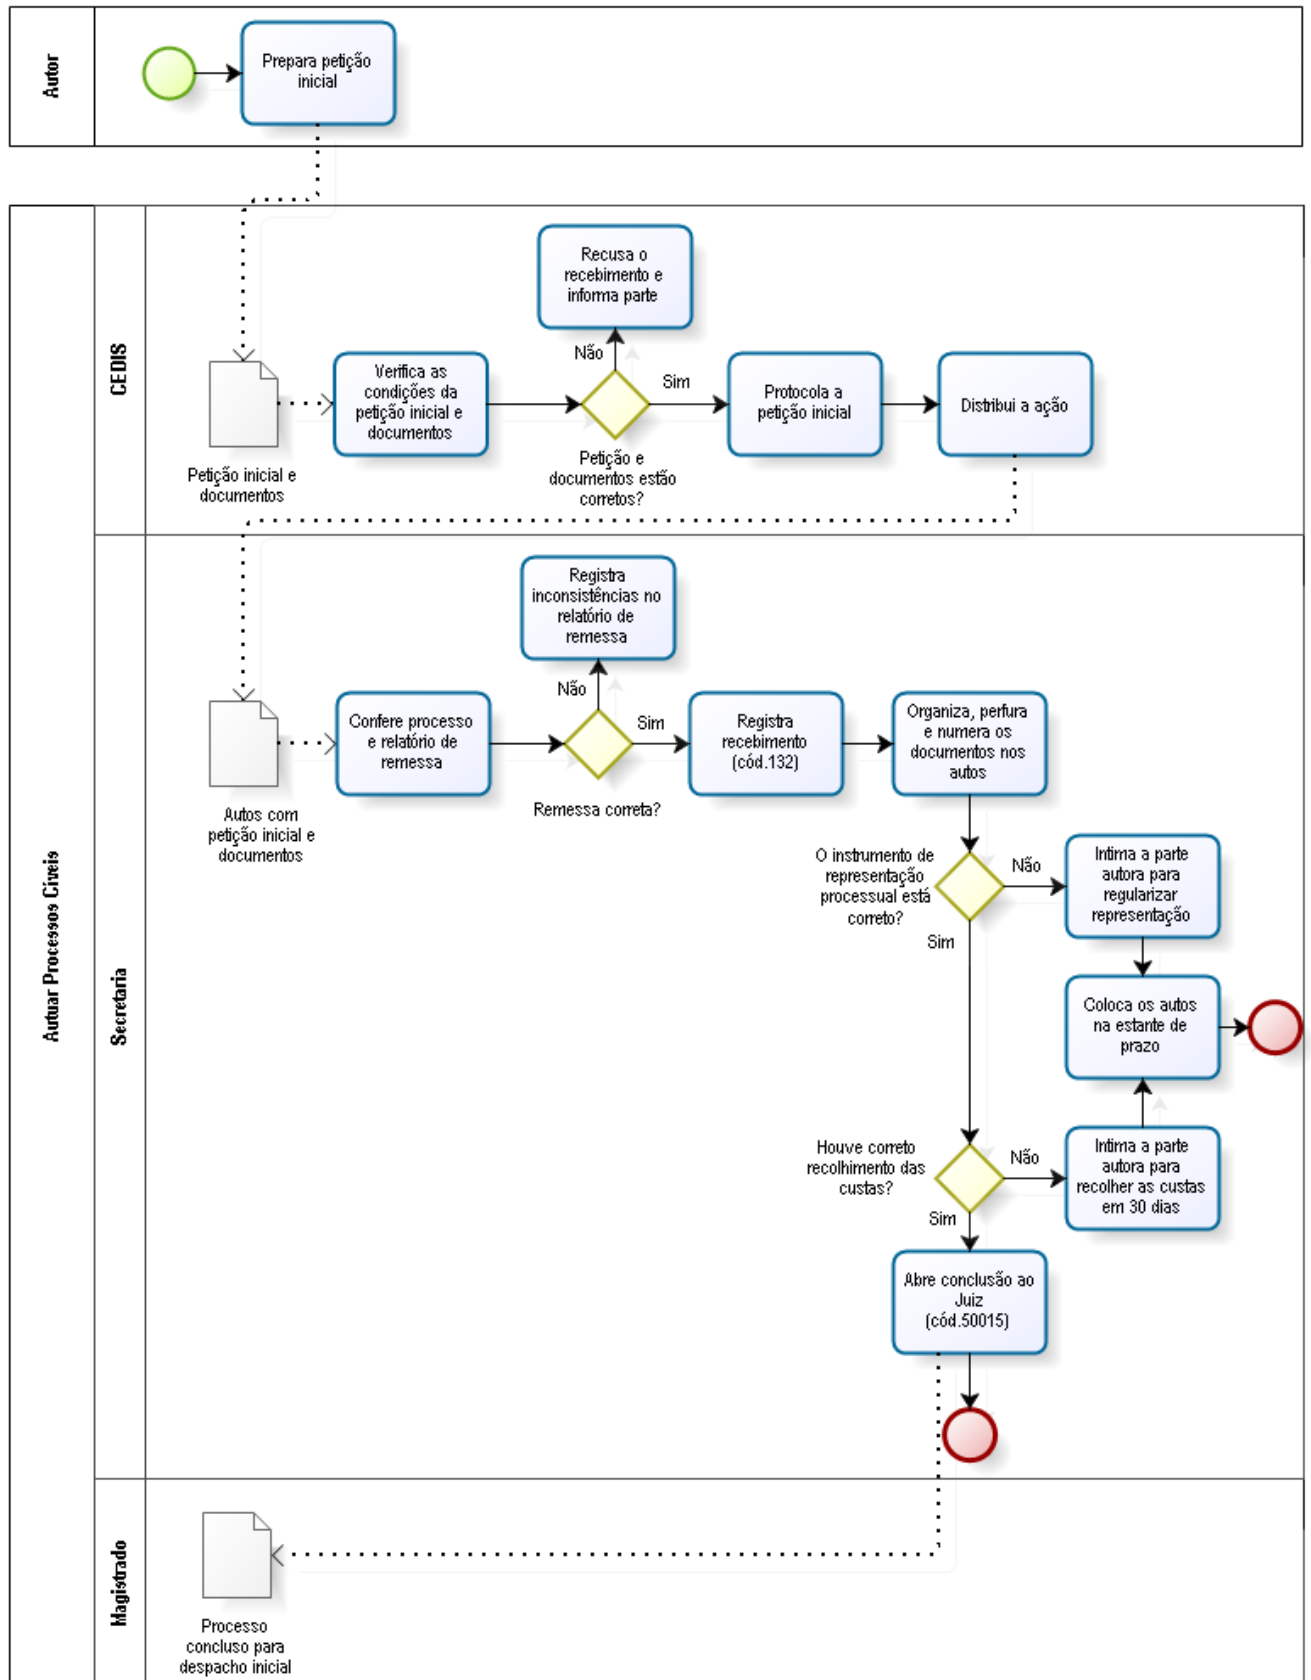 Autor
Prepara petição
inicial
Autuar Processos Cíveis
CEDIS
Recusa o
recebimento e
informa parte
Não
Verifica as
condições da
petição inicial e
documentos
Sim
Protocola a
petição inicial
Distribui a ação
Petição inicial e
documentos
Petição e
documentos estão
corretos?
Secretaria
Registra
inconsistências no
relatório de
remessa
Não
Confere processo
e relatório de
remessa
Sim
Registra
recebimento
(cód.132)
Organiza, perfura
e numera os
documentos nos
autos
Remessa correta?
Autos com
petição inicial e
documentos
O instrumento de
representação
processual está
correto?
Não
Intima a parte
autora para
regularizar
representação
Sim
Coloca os autos
na estante de
prazo
Houve correto
recolhimento das
custas?
Não
Intima a parte
autora para
recolher as custas
em 30 dias
Sim
Abre conclusão ao
Juiz
(cód.50015)
Magistrado
Processo
concluso para
despacho inicial